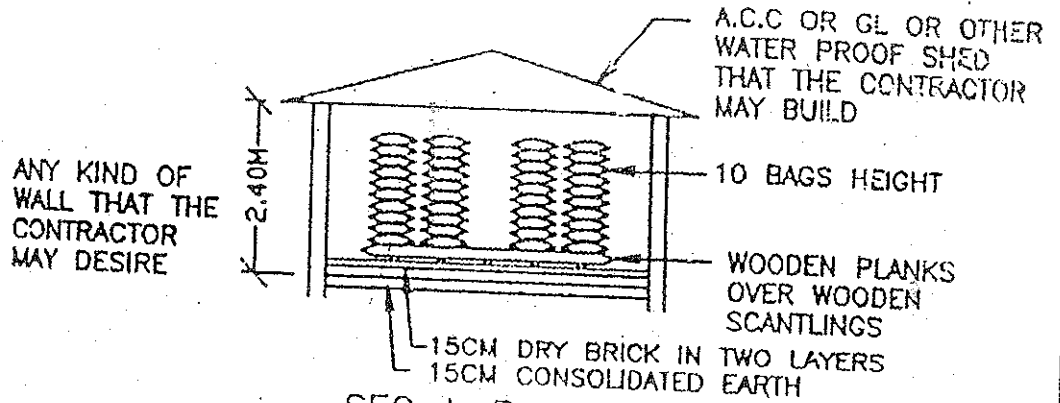 A.C.C OR GL OR OTHER
WATER PROOF SHED
THAT THE CONTRACTOR
MAY BUILD
ANY KIND OF
WALL THAT THE
CONTRACTOR
MAY DESIRE
2.40M
10 BAGS HEIGHT
WOODEN PLANKS
OVER WOODEN
SCANTLINGS
15CM DRY BRICK IN TWO LAYERS
15CM CONSOLIDATED EARTH